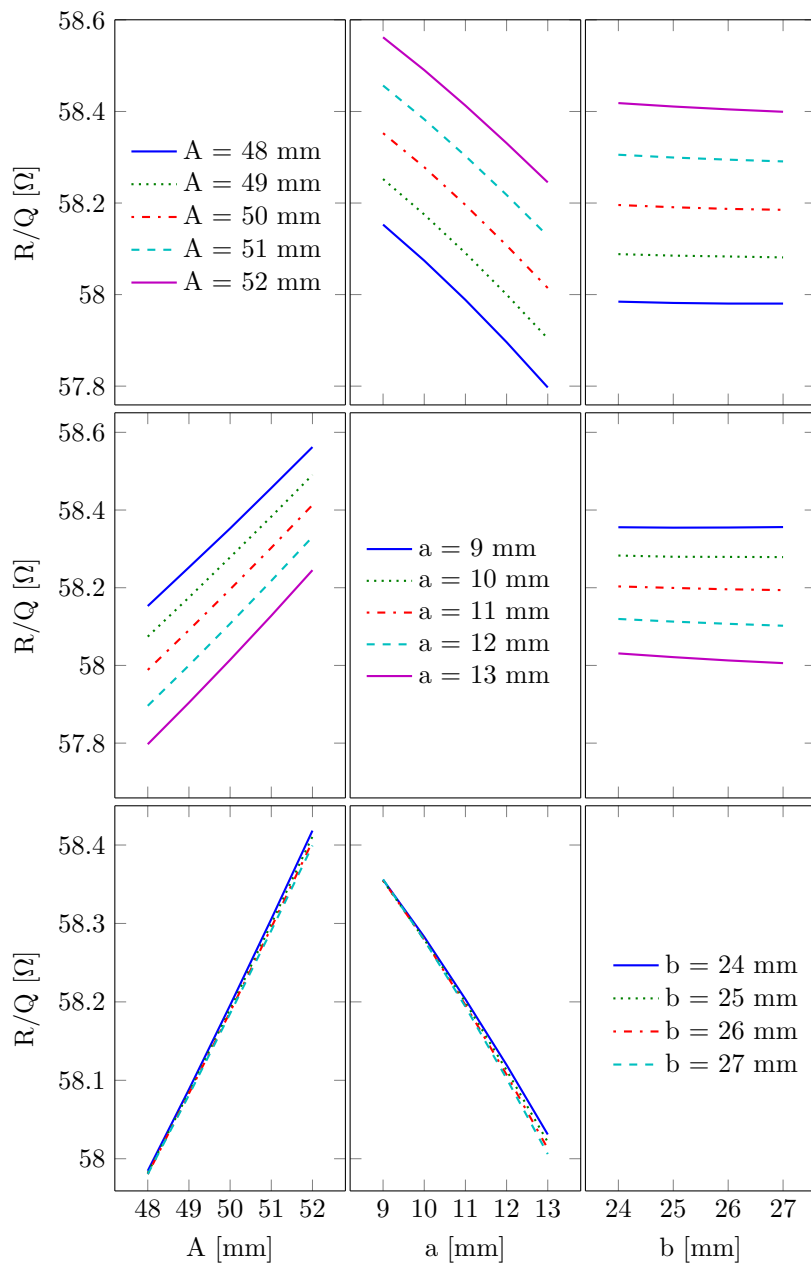 58.6
58.4
58.2
58
57.8
R/Q [Ω]
A = 48 mm
A = 49 mm
A = 50 mm
A = 51 mm
A = 52 mm
58.6
58.4
58.2
58
57.8
R/Q [Ω]
a = 9 mm
a = 10 mm
a = 11 mm
a = 12 mm
a = 13 mm
58.4
58.3
58.2
58.1
58
R/Q [Ω]
b = 24 mm
b = 25 mm
b = 26 mm
b = 27 mm
48 49 50 51 52
9 10 11 12 13
24 25 26 27
A [mm]
a [mm]
b [mm]